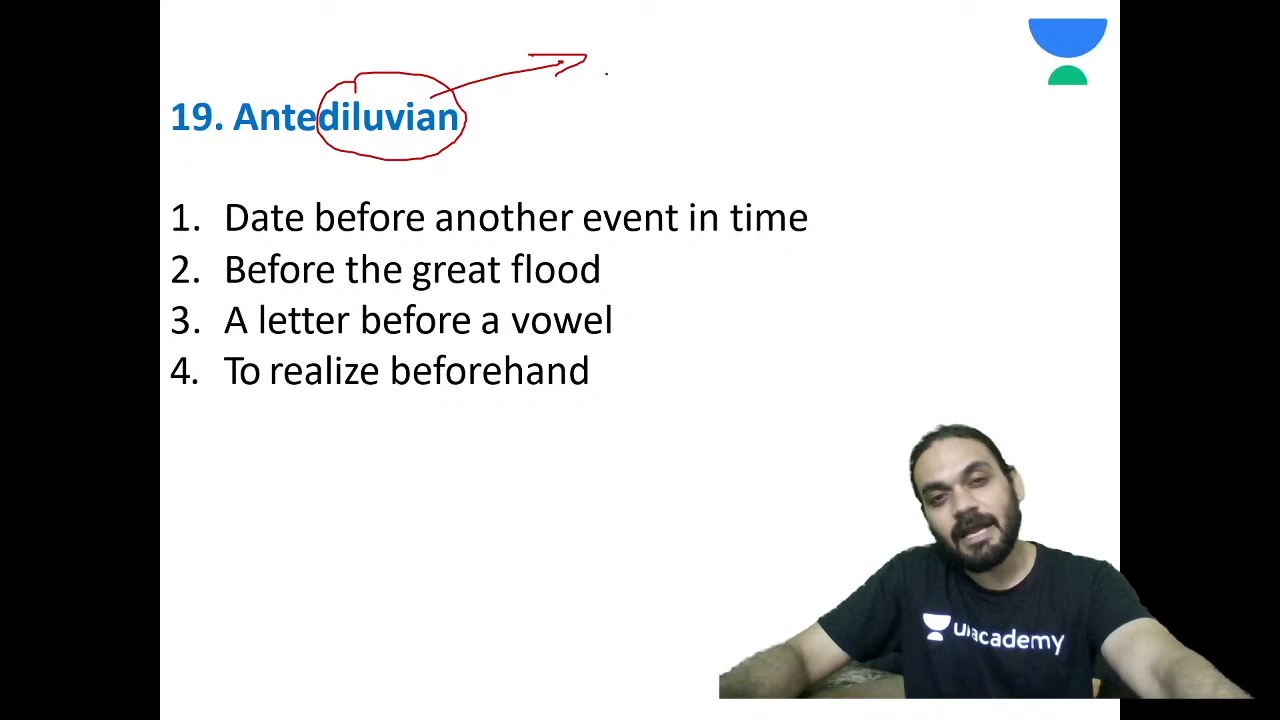 19. Antediluvian
1. Date before another event in time
2. Before the great flood
3. A letter before a vowel
4. To realize beforehand
unacademy